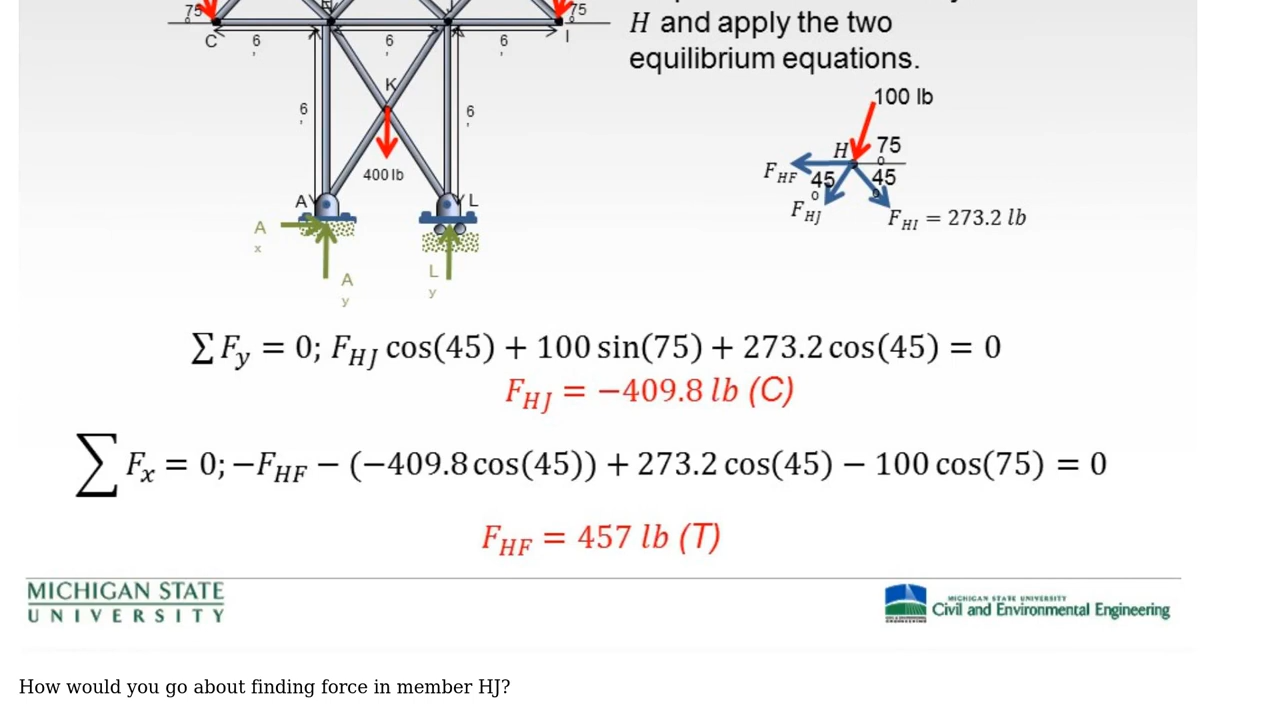 H and apply the two
equilibrium equations.
75
75
o
o
C
6
'
6
'
6
'
I
K
6
'
6
'
400 lb
A
L
A
x
A
y
L
y
100 lb
H
75
o
F_HF
45
o
45
o
F_HJ
F_HI = 273.2 lb
∑ F_y = 0; F_HJ cos(45) + 100 sin(75) + 273.2 cos(45) = 0
F_HJ = −409.8 lb (C)
∑ F_x = 0; −F_HF − (−409.8 cos(45)) + 273.2 cos(45) − 100 cos(75) = 0
F_HF = 457 lb (T)
MICHIGAN STATE
UNIVERSITY
MICHIGAN STATE UNIVERSITY
Civil and Environmental Engineering
How would you go about finding force in member HJ?